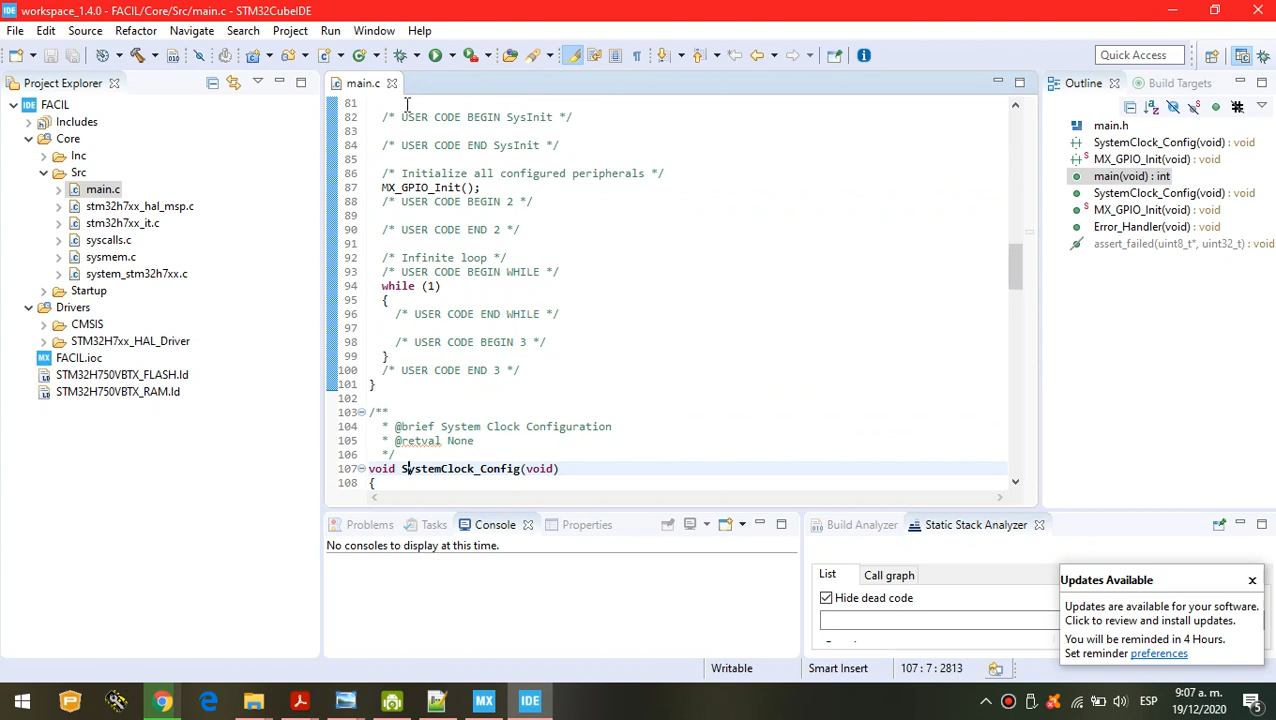 workspace_1.4.0 - FACIL/Core/Src/main.c - STM32CubeIDE
File Edit Source Refactor Navigate Search Project Run Window Help
Quick Access
Project Explorer
FACIL
Includes
Core
Inc
Src
main.c
stm32h7xx_hal_msp.c
stm32h7xx_it.c
syscalls.c
sysmem.c
system_stm32h7xx.c
Startup
Drivers
CMSIS
STM32H7xx_HAL_Driver
FACIL.ioc
STM32H750VBTX_FLASH.ld
STM32H750VBTX_RAM.ld
main.c
81
82 /* USER CODE BEGIN SysInit */
83
84 /* USER CODE END SysInit */
85
86 /* Initialize all configured peripherals */
87 MX_GPIO_Init();
88 /* USER CODE BEGIN 2 */
89
90 /* USER CODE END 2 */
91
92 /* Infinite loop */
93 /* USER CODE BEGIN WHILE */
94 while (1)
95 {
96 /* USER CODE END WHILE */
97
98 /* USER CODE BEGIN 3 */
99 }
100 /* USER CODE END 3 */
101 }
102
103 /**
104 * @brief System Clock Configuration
105 * @retval None
106 */
107 void SystemClock_Config(void)
108 {
Outline Build Targets
main.h
SystemClock_Config(void) : void
MX_GPIO_Init(void) : void
main(void) : int
SystemClock_Config(void) : void
MX_GPIO_Init(void) : void
Error_Handler(void) : void
assert_failed(uint8_t*, uint32_t) : void
Problems Tasks Console Properties
No consoles to display at this time.
Build Analyzer Static Stack Analyzer
List Call graph
Hide dead code
Updates Available
Updates are available for your software.
Click to review and install updates.
You will be reminded in 4 Hours.
Set reminder preferences
Writable Smart Insert 107 : 7 : 2813
MX IDE
ESP
9:07 a. m.
19/12/2020
5